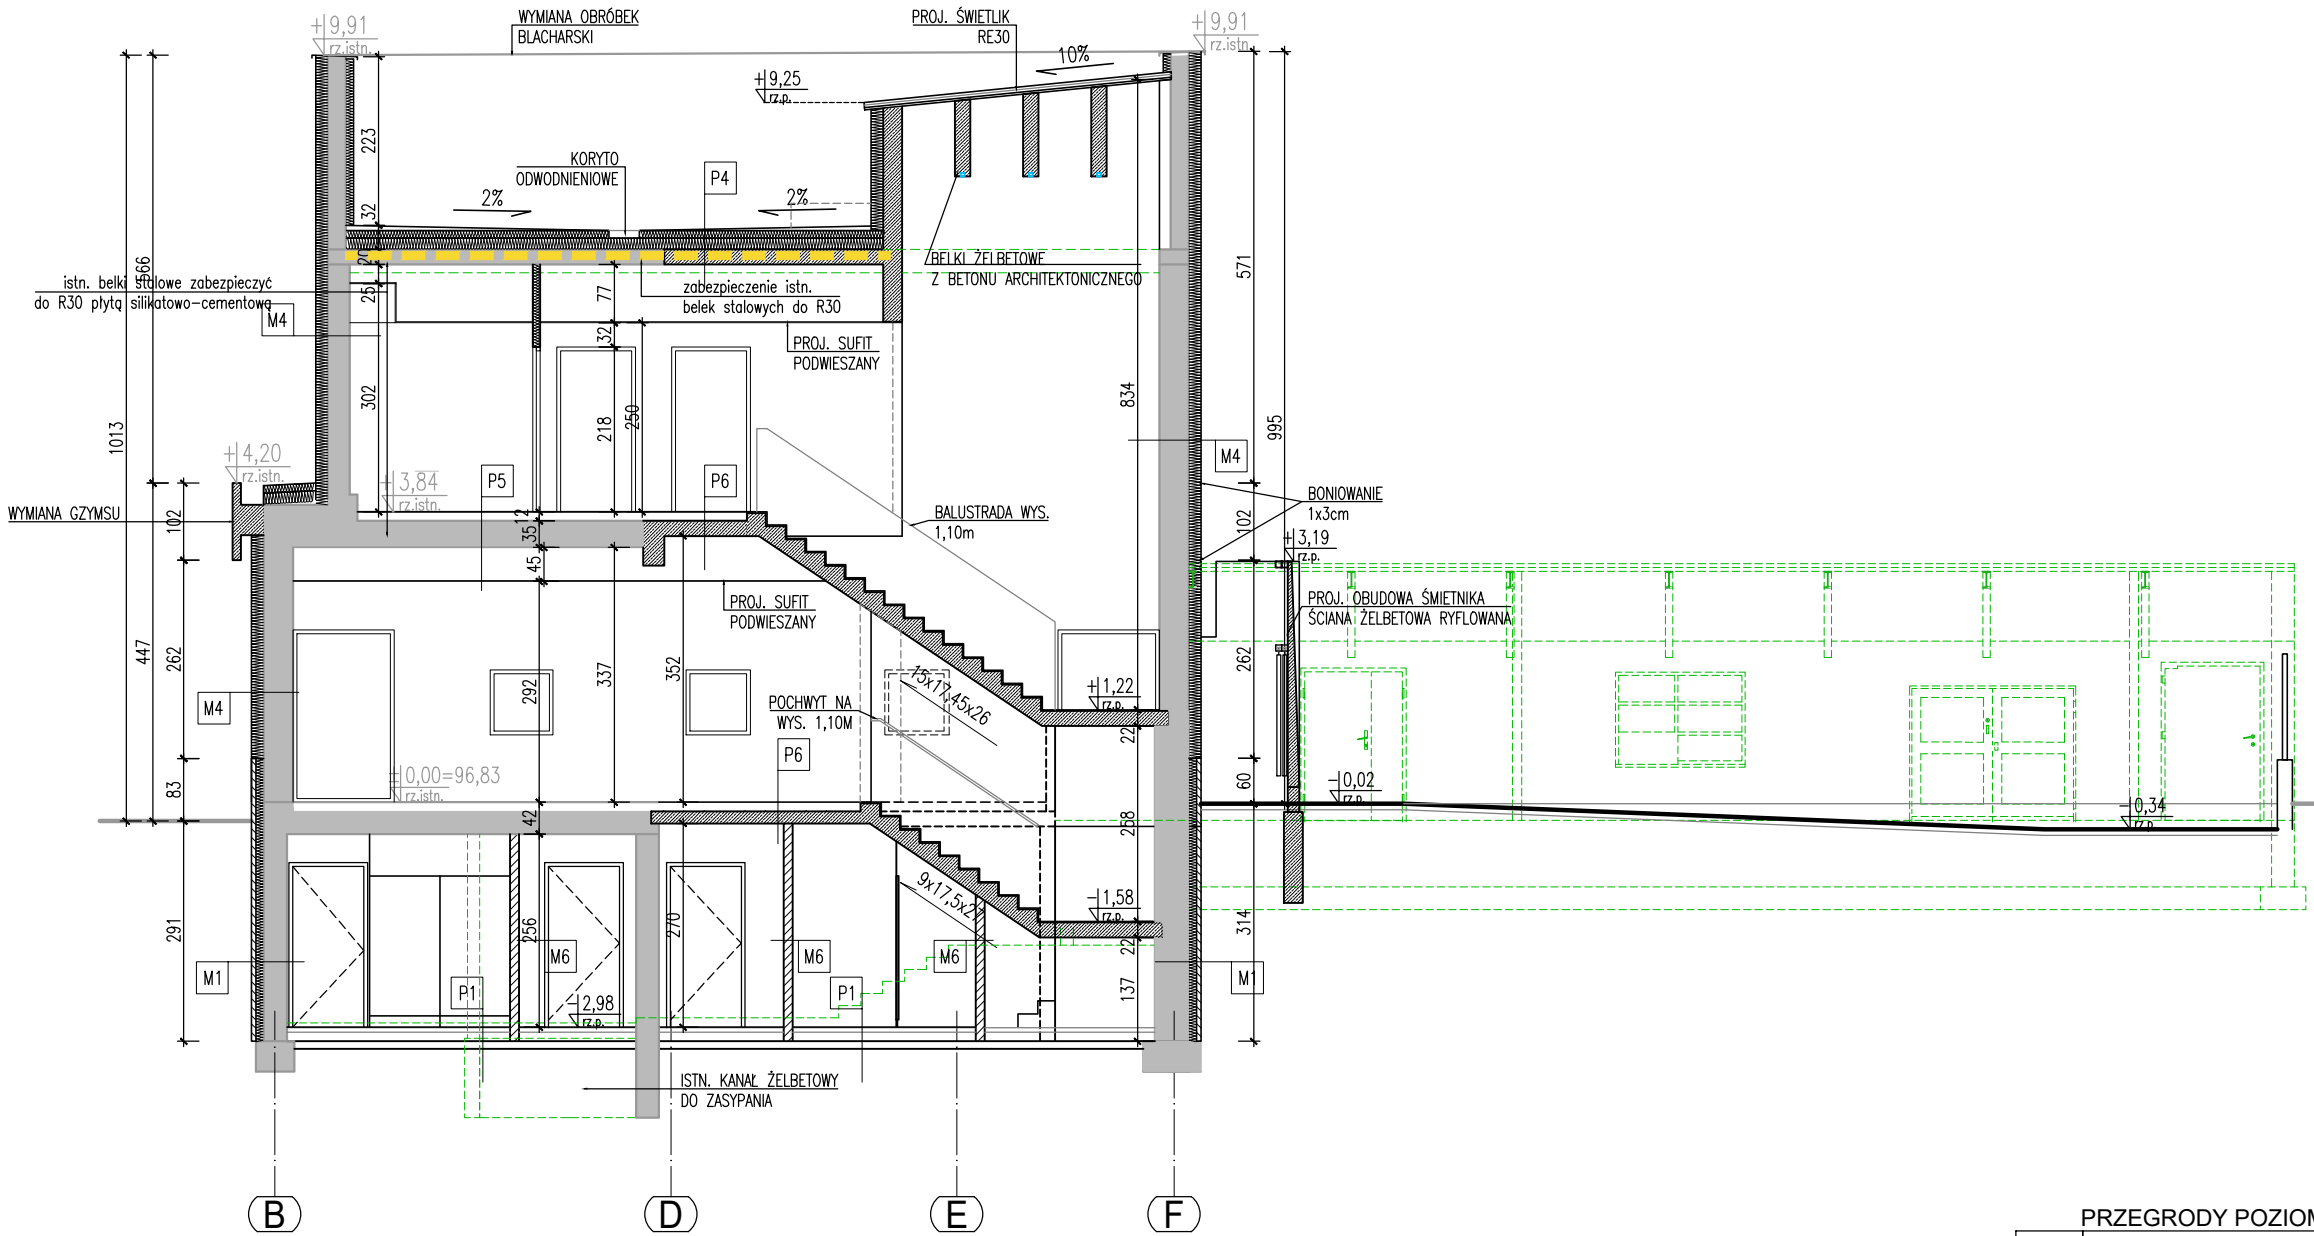 +9,91
rz.istn.
WYMIANA OBRÓBEK
BLACHARSKI
PROJ. ŚWIETLIK
RE30
+9,91
rz.istn.
10%
+9,25
rz.p.
223
KORYTO
ODWODNIENIOWE
P4
2%
2%
32
20
566
571
BELKI ŻELBETOWE
Z BETONU ARCHITEKTONICZNEGO
istn. belki stalowe zabezpieczyć
do R30 płytą silikatowo-cementową
25
77
zabezpieczenie istn.
belek stalowych do R30
M4
32
PROJ. SUFIT
PODWIESZANY
302
218
250
834
1013
995
+4,20
rz.istn.
+3,84
rz.istn.
P5
P6
M4
BONIOWANIE
1x3cm
WYMIANA GZYMSU
102
12
35
BALUSTRADA WYS.
1,10m
102
+3,19
rz.p.
45
PROJ. SUFIT
PODWIESZANY
PROJ. OBUDOWA ŚMIETNIKA
ŚCIANA ŻELBETOWA RYFLOWANA
447
262
292
337
352
262
15x17,45x26
+1,22
rz.p.
M4
POCHWYT NA
WYS. 1,10M
22
P6
±0,00=96,83
rz.istn.
83
60
-0,02
rz.p.
-0,34
rz.p.
42
258
9x17,5x27
-1,58
rz.p.
291
256
270
314
22
M6
M6
M6
M1
P1
P1
M1
137
-2,98
rz.p.
ISTN. KANAŁ ŻELBETOWY
DO ZASYPANIA
B
D
E
F
PRZEGRODY POZIOM